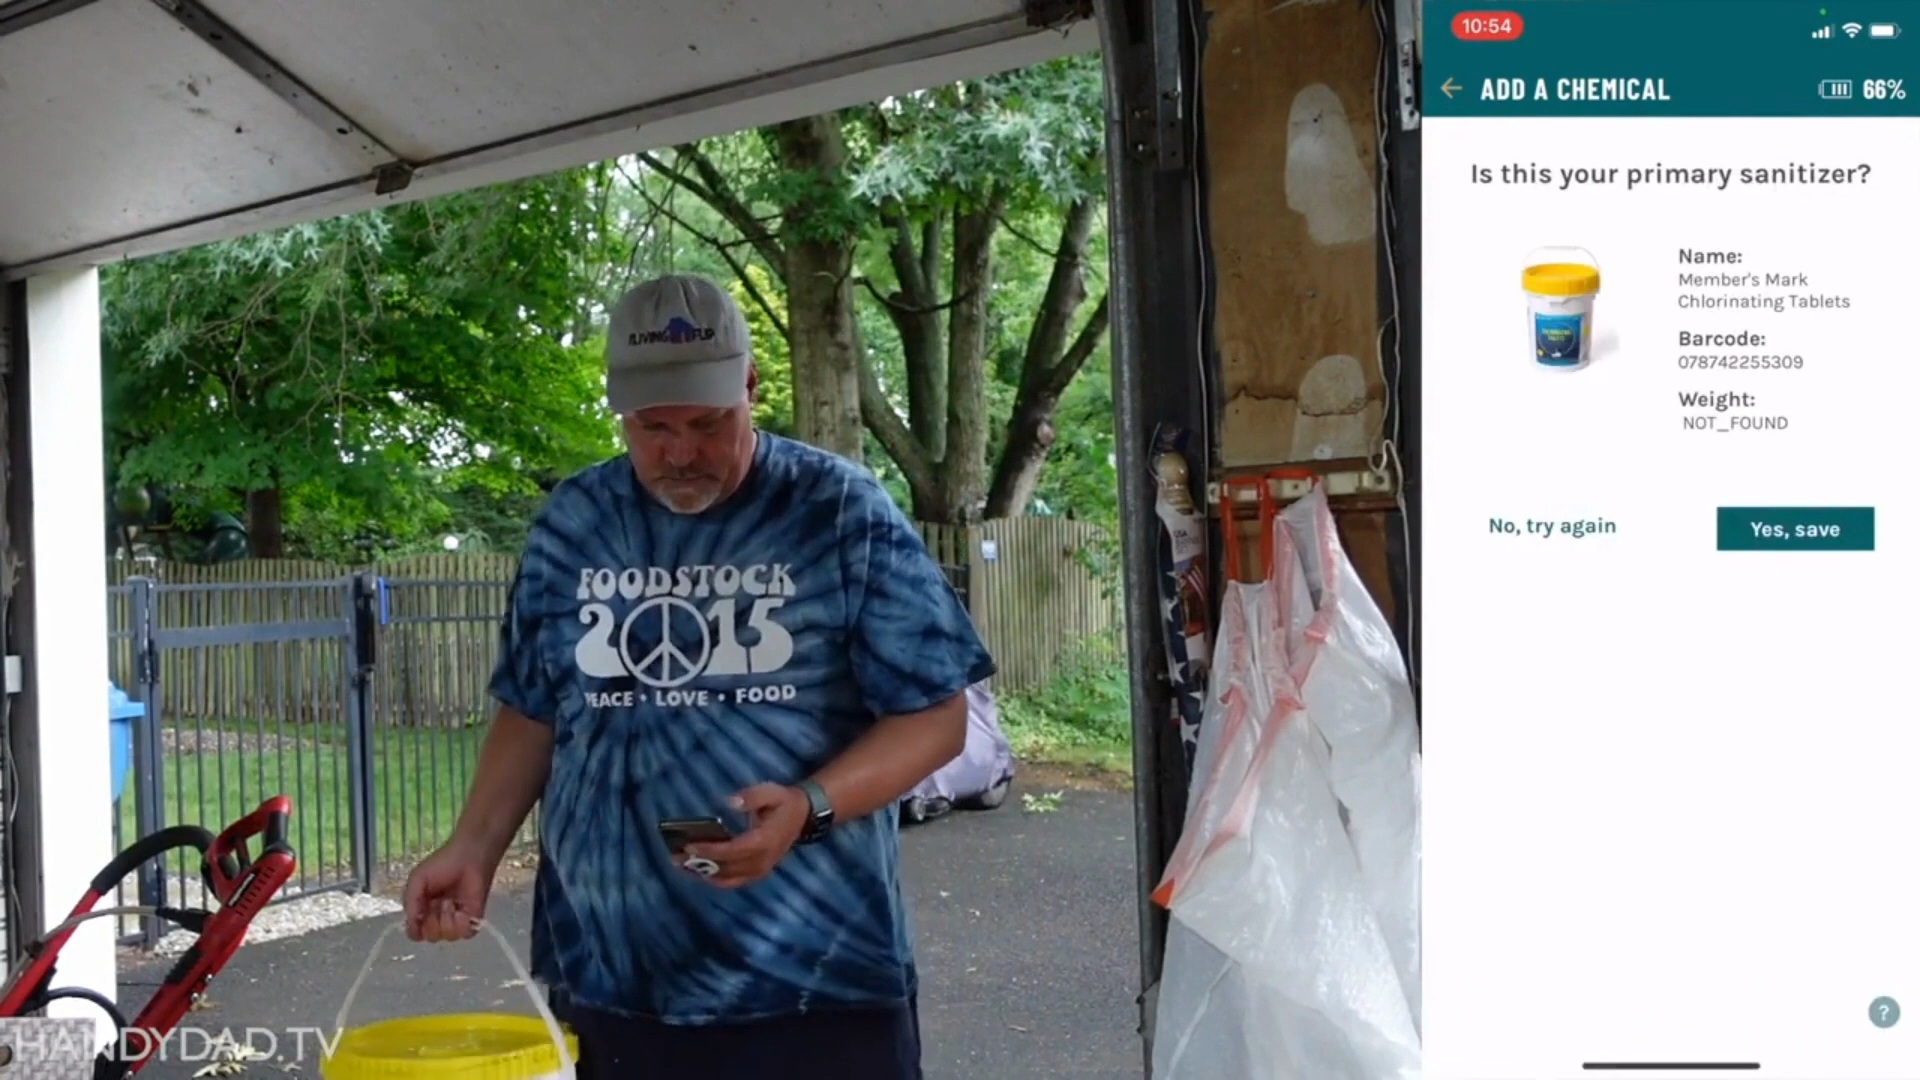 FOODSTOCK
2015
PEACE • LOVE • FOOD
HANDYDAD.TV
10:54
ADD A CHEMICAL
66%
Is this your primary sanitizer?
Name:
Member's Mark
Chlorinating Tablets
Barcode:
078742255309
Weight:
NOT_FOUND
No, try again
Yes, save
?